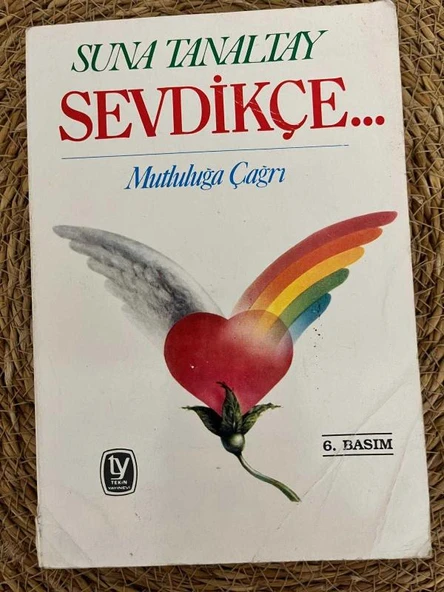 SUNA TANALTAY
SEVDİKÇE...
Mutluluğa Çağrı
6. BASIM
ty
TEKİN
YAYINEVİ